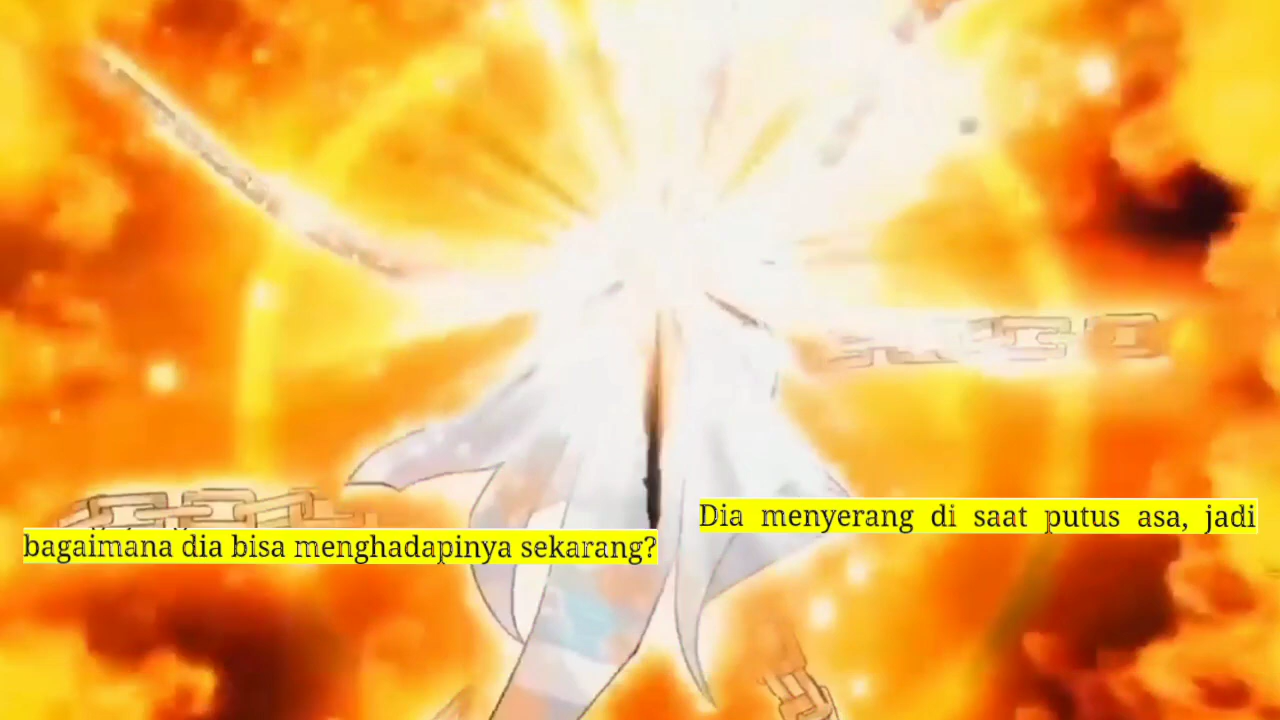 Dia menyerang di saat putus asa, jadi
bagaimana dia bisa menghadapinya sekarang?